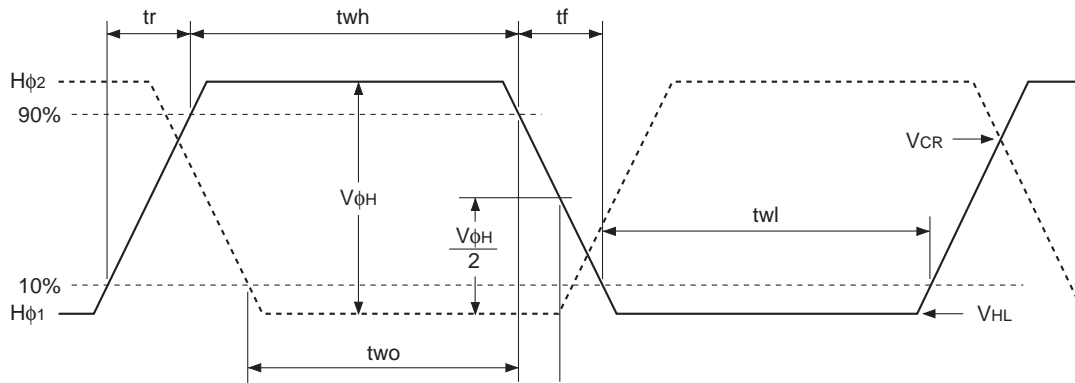 tr twh tf
Hϕ2
90%
VCR
VϕH
twl
VϕH
2
10%
Hϕ1
VHL
two